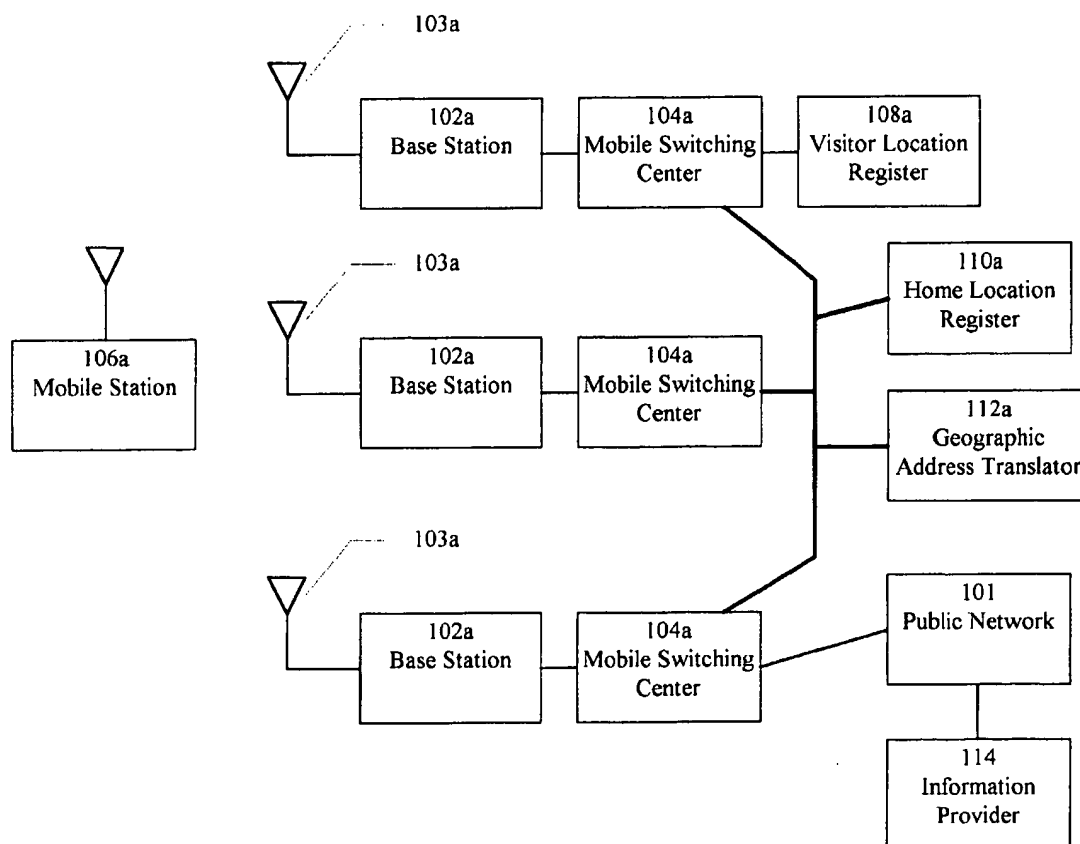 103a
102a
Base Station
104a
Mobile Switching
Center
108a
Visitor Location
Register
103a
110a
Home Location
Register
106a
Mobile Station
102a
Base Station
104a
Mobile Switching
Center
112a
Geographic
Address Translator
103a
102a
Base Station
104a
Mobile Switching
Center
101
Public Network
114
Information
Provider